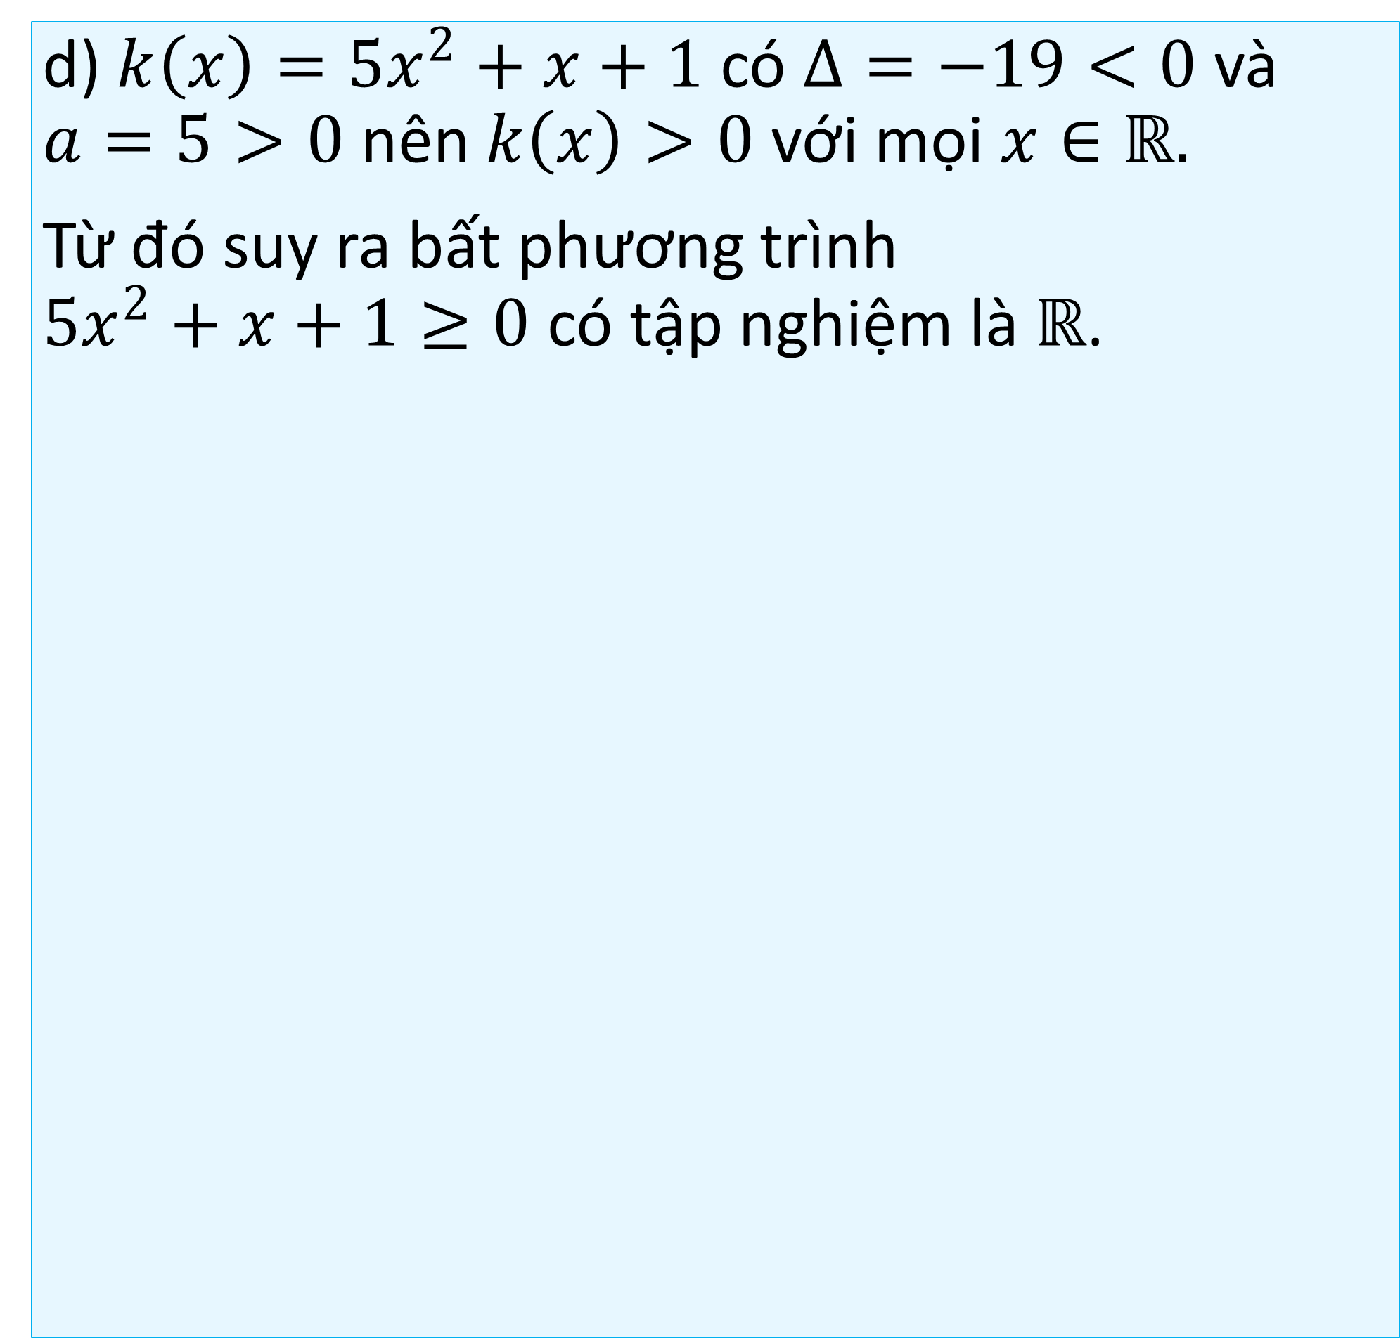 d) k(x) = 5x² + x + 1 có Δ = −19 < 0 và
a = 5 > 0 nên k(x) > 0 với mọi x ∈ ℝ.
Từ đó suy ra bất phương trình
5x² + x + 1 ≥ 0 có tập nghiệm là ℝ.